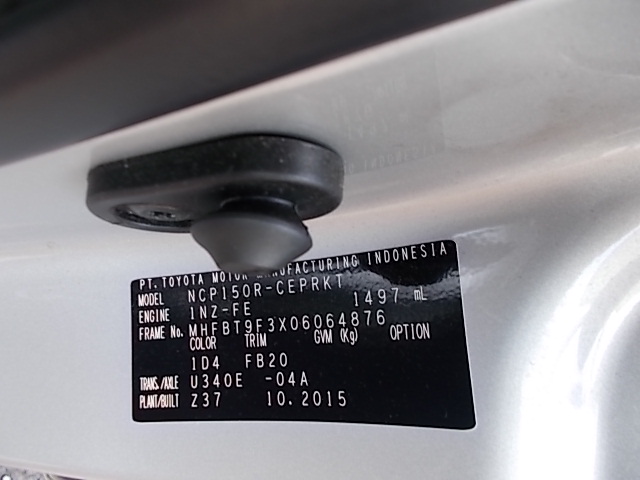 PT. TOYOTA MOTOR MANUFACTURING INDONESIA
MODEL NCP150R-CEPRKT
ENGINE 1NZ-FE 1497 mL
FRAME No. MHFBT9F3X06064876
COLOR TRIM GVM (Kg) OPTION
1D4 FB20
TRANS./AXLE U340E -04A
PLANT/BUILT Z37 10.2015